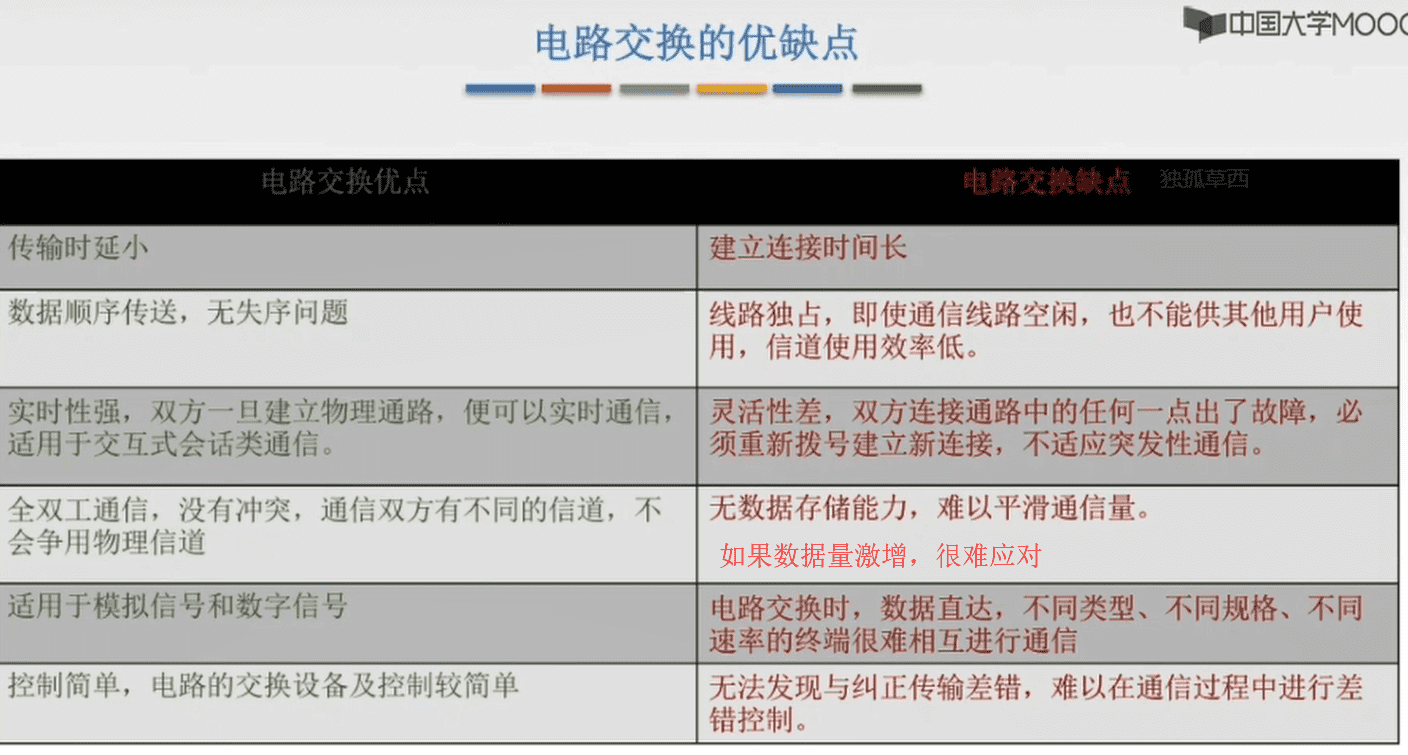 电路交换的优缺点
中国大学MOOC
电路交换优点
电路交换缺点
独孤草西
传输时延小
建立连接时间长
数据顺序传送，无失序问题
线路独占，即使通信线路空闲，也不能供其他用户使
用，信道使用效率低。
实时性强，双方一旦建立物理通路，便可以实时通信，
适用于交互式会话类通信。
灵活性差，双方连接通路中的任何一点出了故障，必
须重新拨号建立新连接，不适应突发性通信。
全双工通信，没有冲突，通信双方有不同的信道，不
会争用物理信道
无数据存储能力，难以平滑通信量。
如果数据量激增，很难应对
适用于模拟信号和数字信号
电路交换时，数据直达，不同类型、不同规格、不同
速率的终端很难相互进行通信
控制简单，电路的交换设备及控制较简单
无法发现与纠正传输差错，难以在通信过程中进行差
错控制。